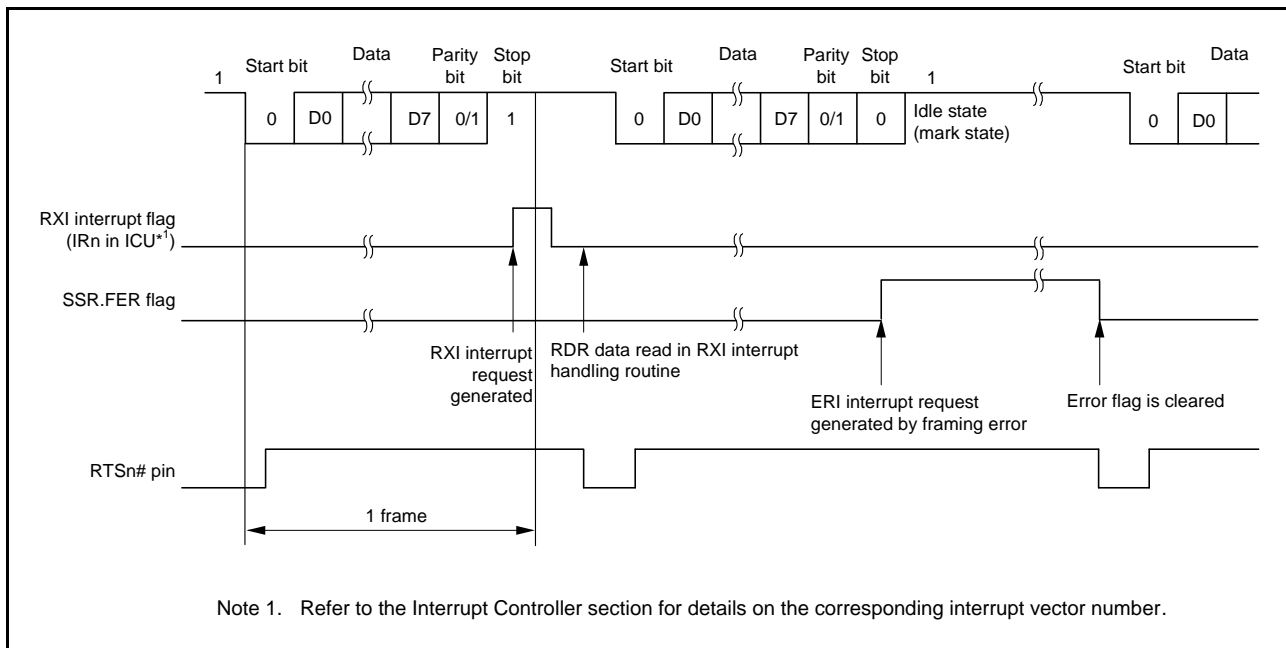 1 Start bit Data Parity bit Stop bit Start bit Data Parity bit Stop bit 1 Start bit Data
0 D0 D7 0/1 1 0 D0 D7 0/1 0 Idle state (mark state) 0 D0
RXI interrupt flag
(IRn in ICU*1)
SSR.FER flag
RXI interrupt
request
generated
RDR data read in RXI interrupt
handling routine
ERI interrupt request
generated by framing error
Error flag is cleared
RTSn# pin
1 frame
Note 1. Refer to the Interrupt Controller section for details on the corresponding interrupt vector number.